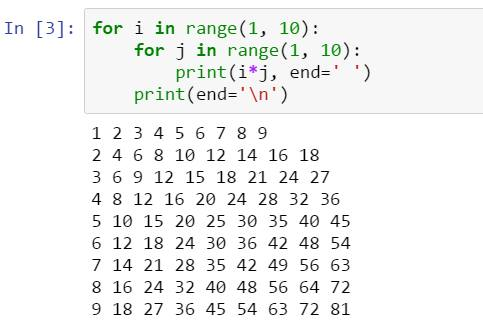 In [3]: for i in range(1, 10):
    for j in range(1, 10):
        print(i*j, end=' ')
    print(end='\n')
1 2 3 4 5 6 7 8 9
2 4 6 8 10 12 14 16 18
3 6 9 12 15 18 21 24 27
4 8 12 16 20 24 28 32 36
5 10 15 20 25 30 35 40 45
6 12 18 24 30 36 42 48 54
7 14 21 28 35 42 49 56 63
8 16 24 32 40 48 56 64 72
9 18 27 36 45 54 63 72 81